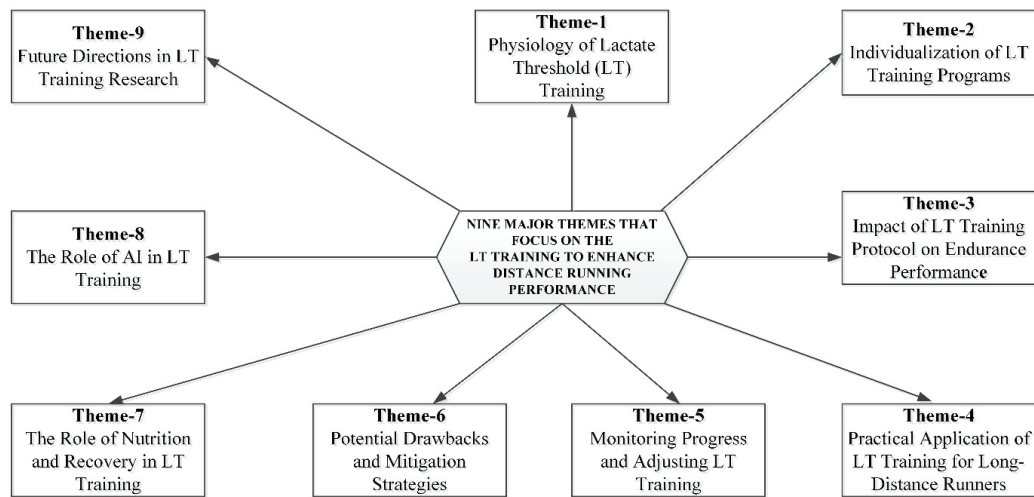 Theme-9
Future Directions in LT
Training Research
Theme-1
Physiology of Lactate
Threshold (LT)
Training
Theme-2
Individualization of LT
Training Programs
Theme-8
The Role of AI in LT
Training
NINE MAJOR THEMES THAT
FOCUS ON THE
LT TRAINING TO ENHANCE
DISTANCE RUNNING
PERFORMANCE
Theme-3
Impact of LT Training
Protocol on Endurance
Performance
Theme-7
The Role of Nutrition
and Recovery in LT
Training
Theme-6
Potential Drawbacks
and Mitigation
Strategies
Theme-5
Monitoring Progress
and Adjusting LT
Training
Theme-4
Practical Application of
LT Training for Long-
Distance Runners